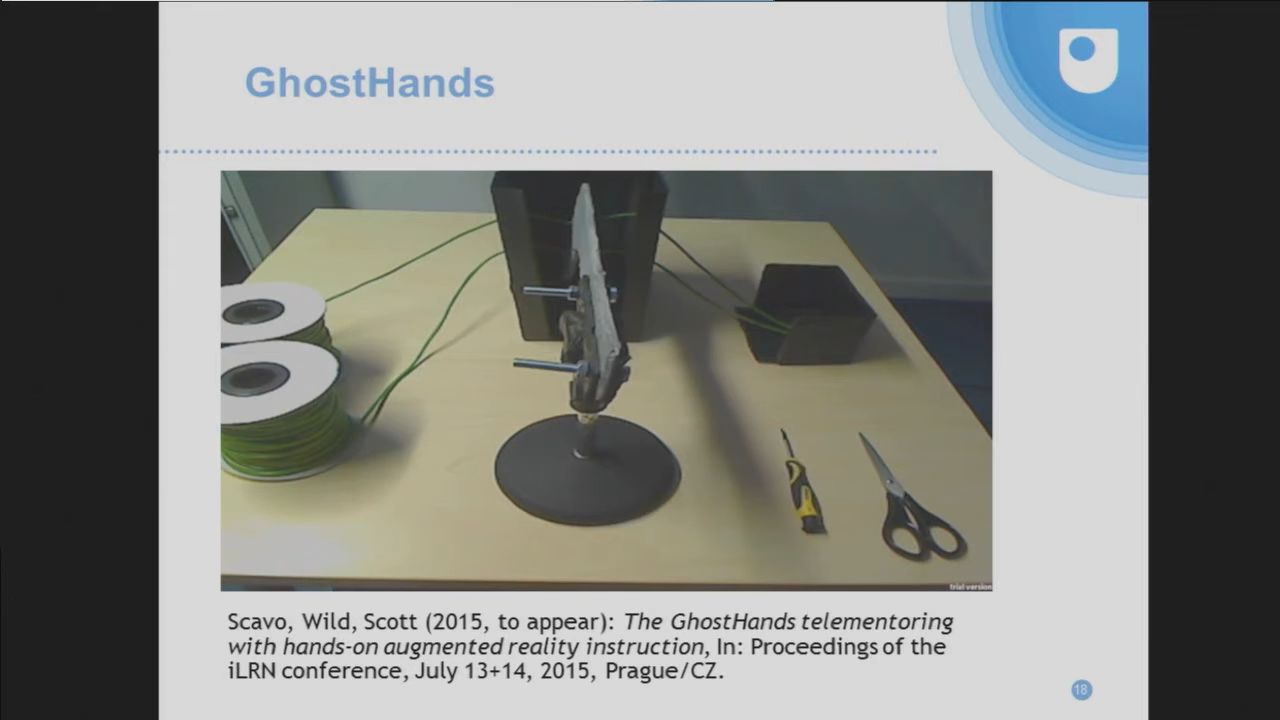 GhostHands
trial version
Scavo, Wild, Scott (2015, to appear): The GhostHands telementoring
with hands-on augmented reality instruction, In: Proceedings of the
iLRN conference, July 13+14, 2015, Prague/CZ.
18